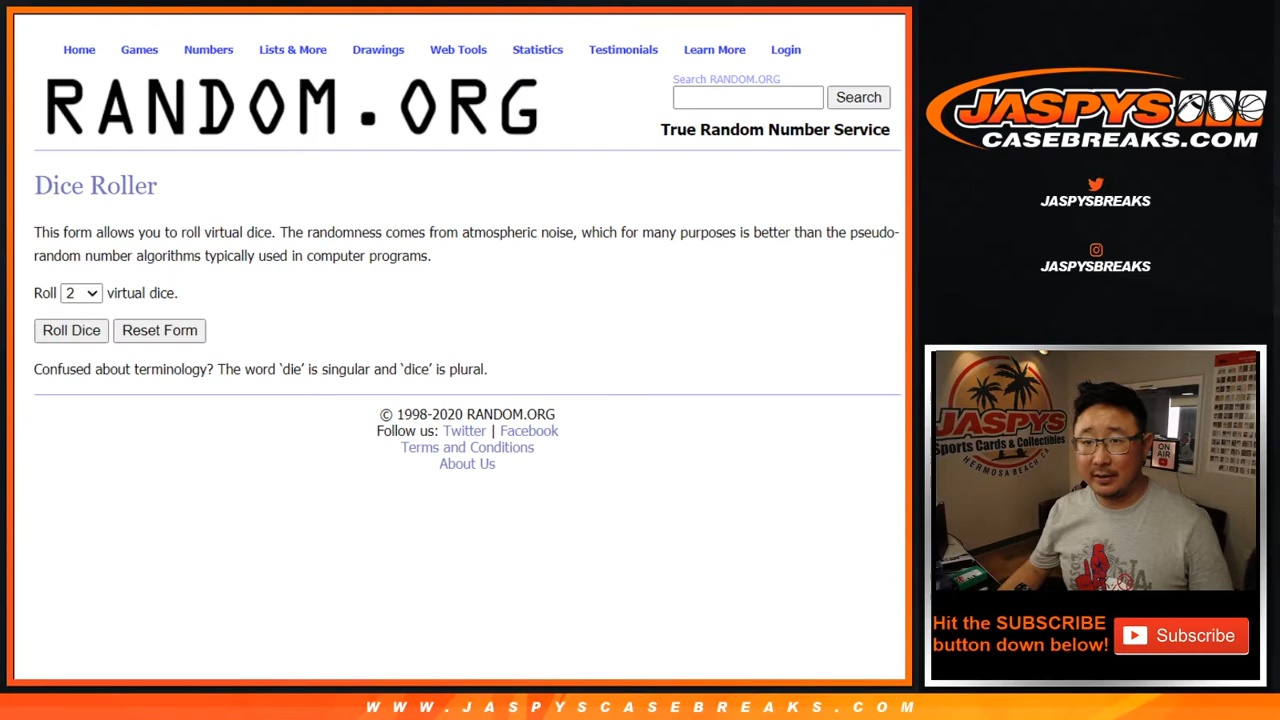 Home Games Numbers Lists & More Drawings Web Tools Statistics Testimonials Learn More Login
RANDOM.ORG
Search RANDOM.ORG
Search
True Random Number Service
Dice Roller
This form allows you to roll virtual dice. The randomness comes from atmospheric noise, which for many purposes is better than the pseudo-
random number algorithms typically used in computer programs.
Roll 2 virtual dice.
Roll Dice Reset Form
Confused about terminology? The word ‘die’ is singular and ‘dice’ is plural.
© 1998-2020 RANDOM.ORG
Follow us: Twitter | Facebook
Terms and Conditions
About Us
JASPYS
CASEBREAKS.COM
JASPYSBREAKS
JASPYSBREAKS
JASPYS
Sports Cards & Collectibles
HERMOSA BEACH CA
ON
AIR
Hit the SUBSCRIBE
button down below!
Subscribe
WWW.JASPYSCASEBREAKS.COM